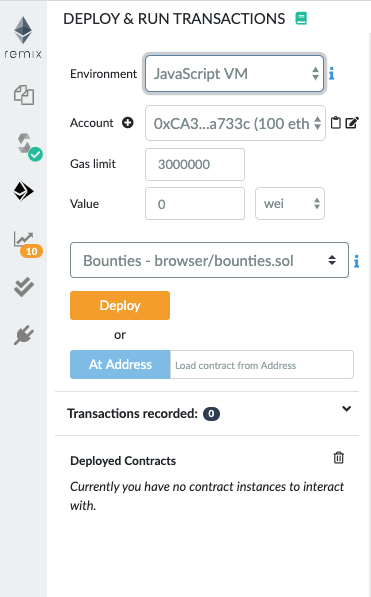 DEPLOY & RUN TRANSACTIONS
remix
Environment JavaScript VM
Account 0xCA3...a733c (100 eth
Gas limit 3000000
Value 0 wei
10
Bounties - browser/bounties.sol
Deploy
or
At Address Load contract from Address
Transactions recorded: 0
Deployed Contracts
Currently you have no contract instances to interact
with.